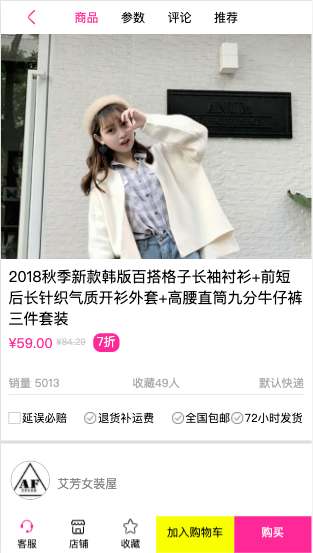 商品 参数 评论 推荐
2018秋季新款韩版百搭格子长袖衬衫+前短
后长针织气质开衫外套+高腰直筒九分牛仔裤
三件套装
¥59.00 ¥84.29 7折
销量 5013 收藏49人 默认快递
延误必赔 退货补运费 全国包邮 72小时发货
AF
艾芳女装屋
客服 店铺 收藏 加入购物车 购买